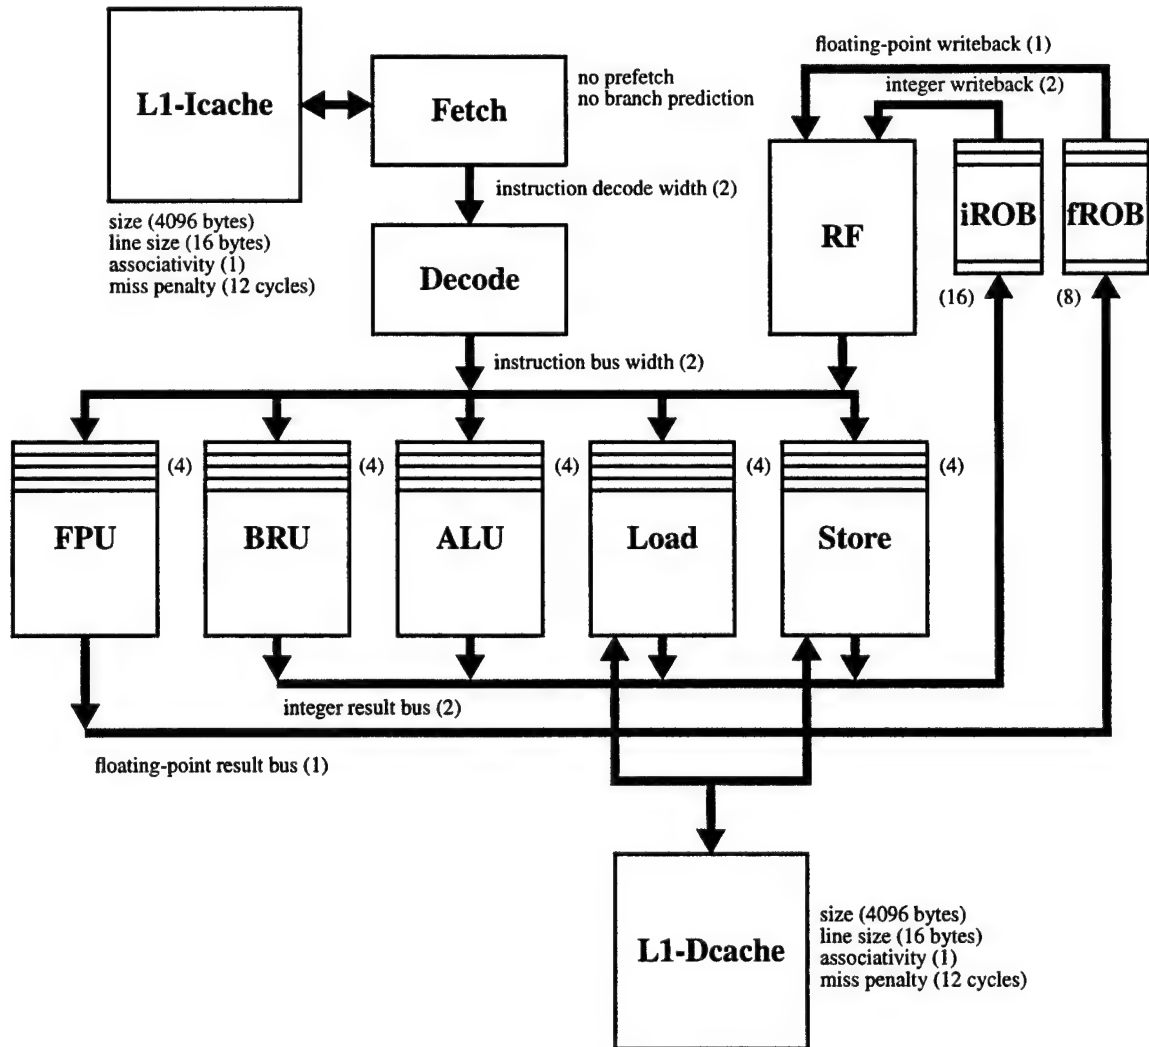 floating-point writeback (1)
integer writeback (2)
no prefetch
no branch prediction
L1-Icache
Fetch
instruction decode width (2)
size (4096 bytes)
line size (16 bytes)
associativity (1)
miss penalty (12 cycles)
Decode
RF
iROB
fROB
(16)
(8)
instruction bus width (2)
(4)
(4)
(4)
(4)
(4)
FPU
BRU
ALU
Load
Store
integer result bus (2)
floating-point result bus (1)
L1-Dcache
size (4096 bytes)
line size (16 bytes)
associativity (1)
miss penalty (12 cycles)